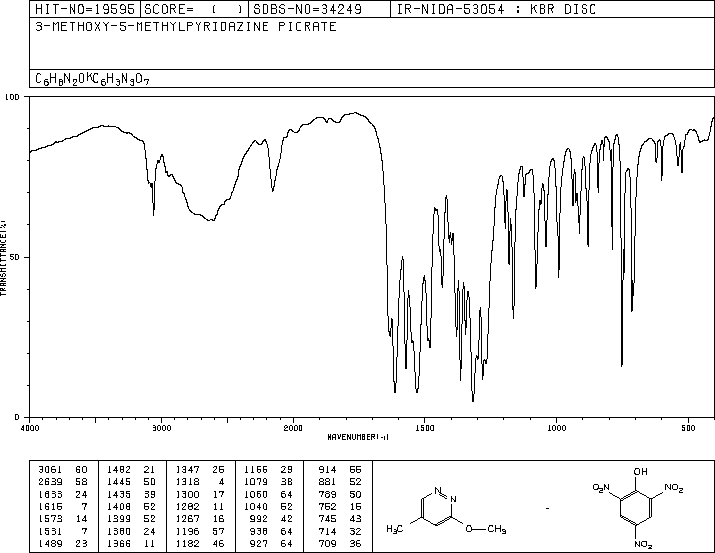 HIT-NO=19595 SCORE= ( ) SDBS-NO=34249 IR-NIDA-53054 : KBR DISC
3-METHOXY-5-METHYLPYRIDAZINE PICRATE
C6H8N2O·C6H3N3O7
100
50
0
TRANSMITTANCE(%)
4000 3000 2000 1500 1000 500
WAVENUMBER(-1)
3061 60 1482 21 1347 25 1166 29 914 55
2639 58 1445 50 1318 4 1079 38 881 52
1633 24 1435 39 1300 17 1060 64 789 50
1615 7 1408 52 1282 11 1040 52 752 15
1573 14 1399 52 1267 16 992 42 745 43
1531 7 1380 24 1196 57 938 64 714 32
1489 23 1366 11 1182 46 927 64 709 36
N
N
H3C
O
CH3
-
OH
O2N
NO2
NO2